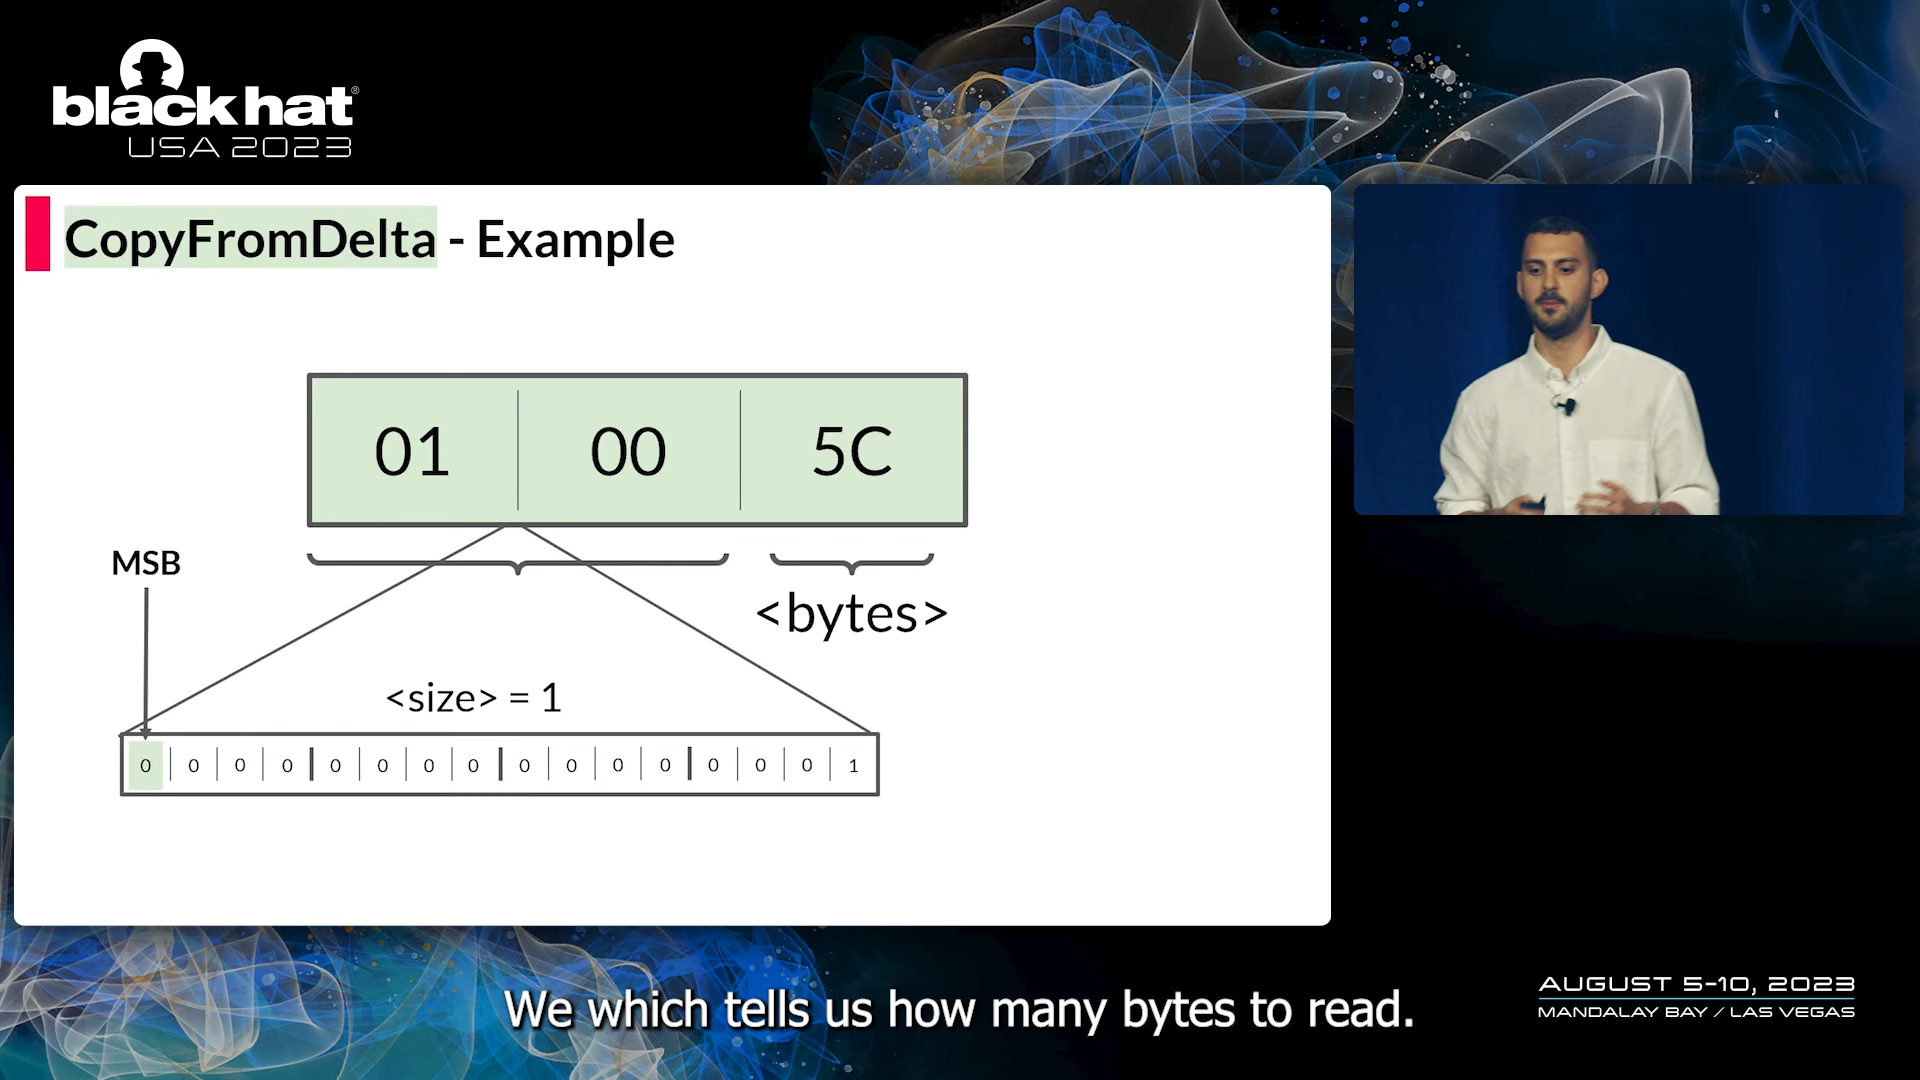 black hat®
USA 2023
CopyFromDelta - Example
01 00 5C
MSB
<bytes>
<size> = 1
0 0 0 0 0 0 0 0 0 0 0 0 0 0 0 1
We which tells us how many bytes to read.
AUGUST 5-10, 2023
MANDALAY BAY / LAS VEGAS